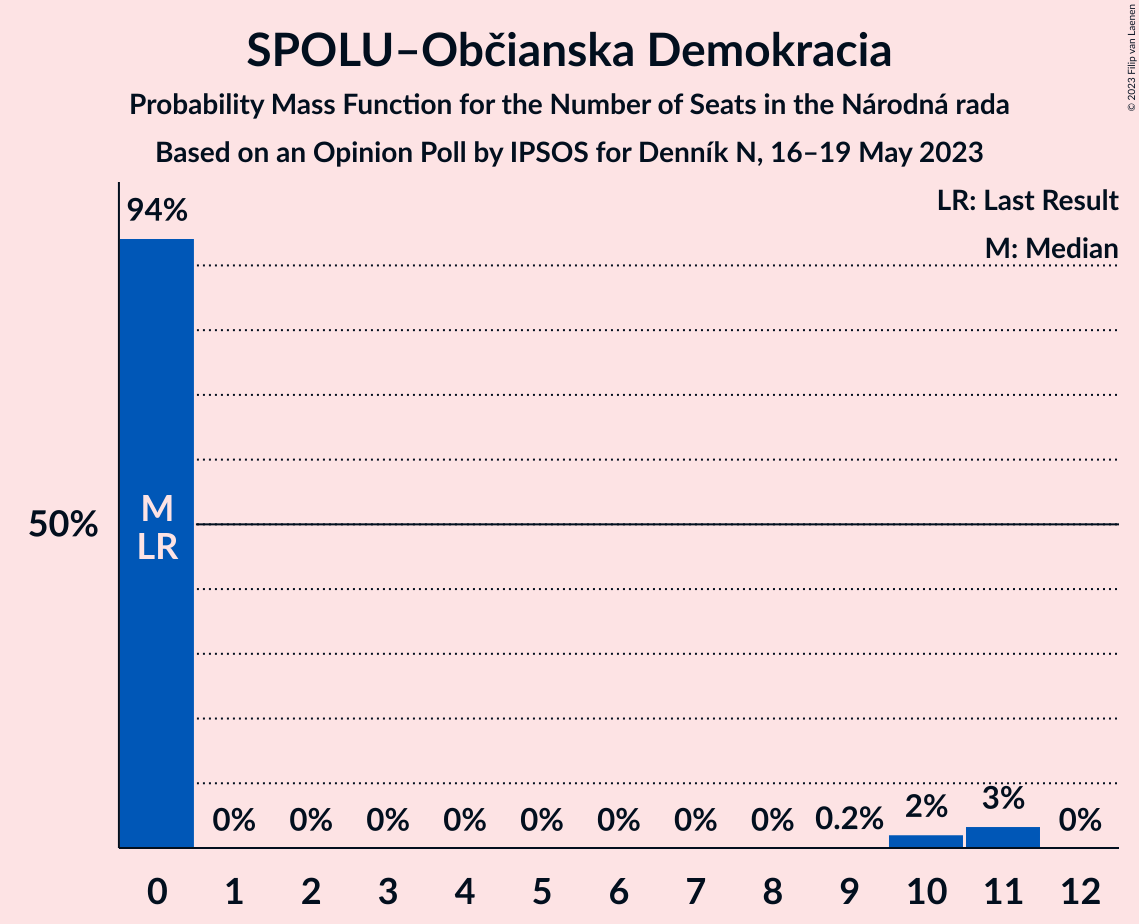 SPOLU–Občianska Demokracia
Probability Mass Function for the Number of Seats in the Národná rada
Based on an Opinion Poll by IPSOS for Denník N, 16–19 May 2023
© 2023 Filip van Laenen
LR: Last Result
M: Median
94%
50%
M
LR
0% 0% 0% 0% 0% 0% 0% 0% 0.2% 2% 3% 0%
0 1 2 3 4 5 6 7 8 9 10 11 12